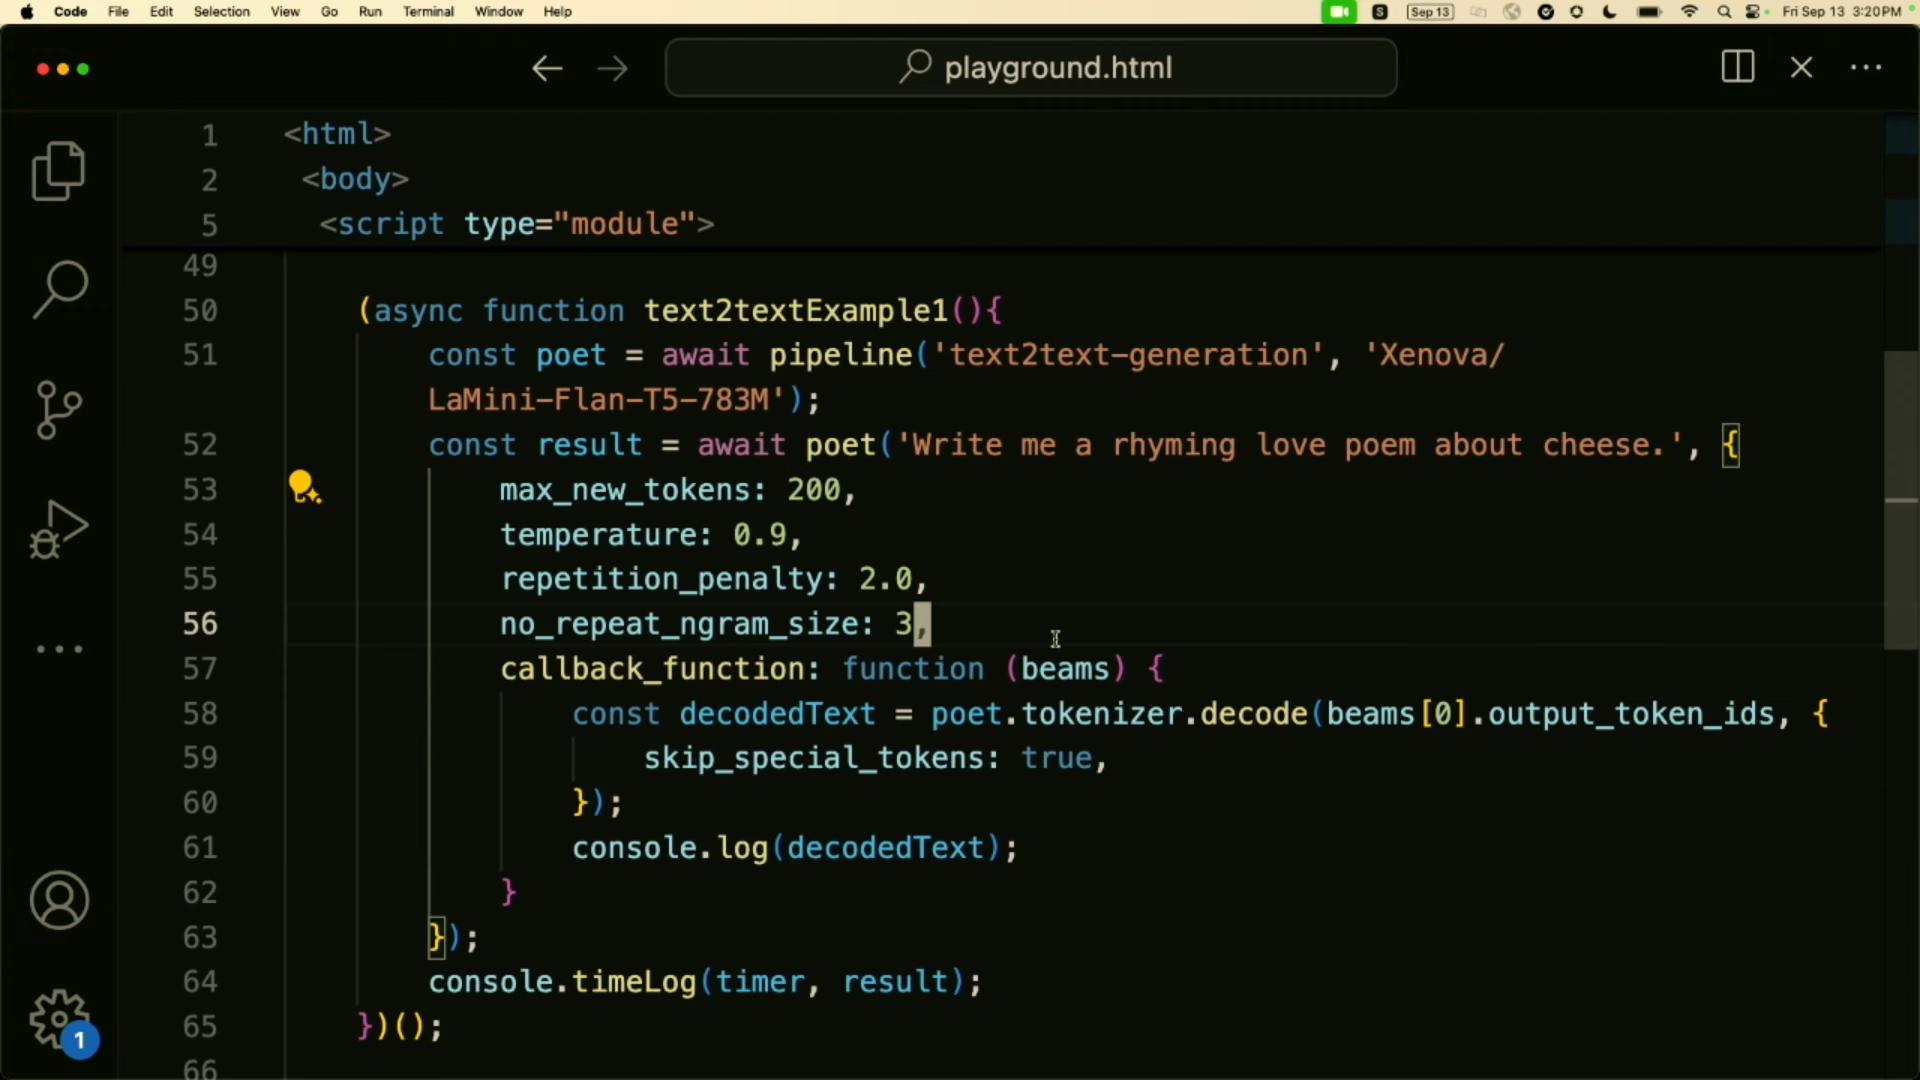 Code File Edit Selection View Go Run Terminal Window Help S Sep 13 Fri Sep 13 3:20 PM
playground.html
1 <html>
2 <body>
5 <script type="module">
49
50 (async function text2textExample1(){
51 const poet = await pipeline('text2text-generation', 'Xenova/
LaMini-Flan-T5-783M');
52 const result = await poet('Write me a rhyming love poem about cheese.', {
53 max_new_tokens: 200,
54 temperature: 0.9,
55 repetition_penalty: 2.0,
56 no_repeat_ngram_size: 3,
57 callback_function: function (beams) {
58 const decodedText = poet.tokenizer.decode(beams[0].output_token_ids, {
59 skip_special_tokens: true,
60 });
61 console.log(decodedText);
62 }
63 });
64 console.timeLog(timer, result);
65 })();
66
1